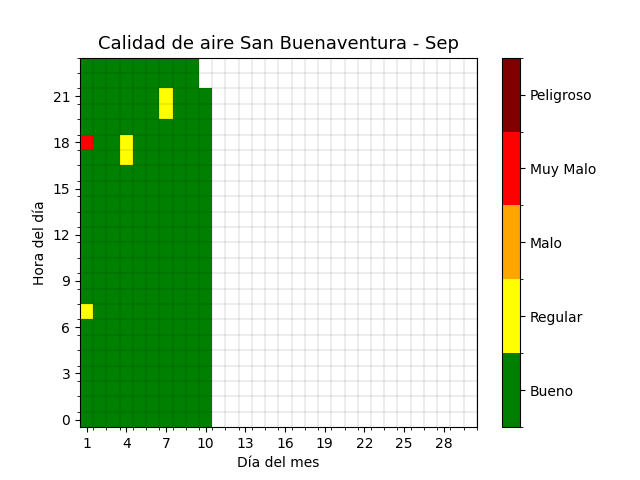 Calidad de aire San Buenaventura - Sep
21
18
15
12
9
6
3
0
Hora del día
1 4 7 10 13 16 19 22 25 28
Día del mes
Peligroso
Muy Malo
Malo
Regular
Bueno